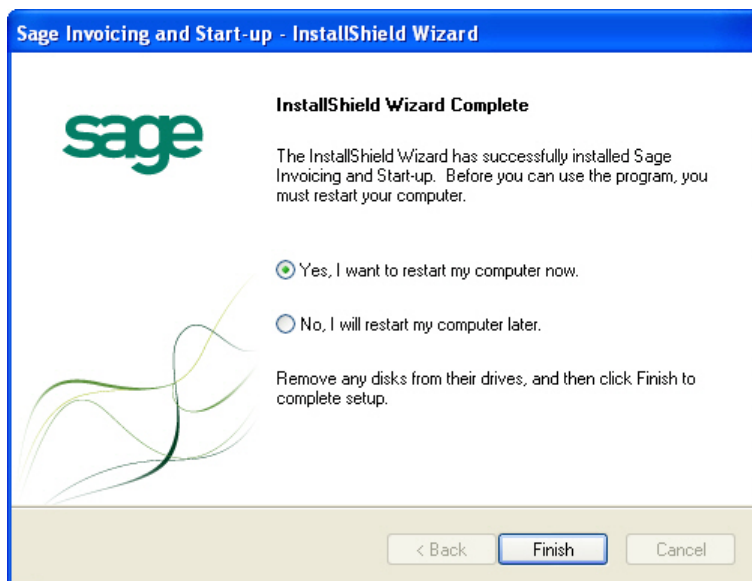 Sage Invoicing and Start-up - InstallShield Wizard
sage
InstallShield Wizard Complete
The InstallShield Wizard has successfully installed Sage
Invoicing and Start-up. Before you can use the program, you
must restart your computer.
Yes, I want to restart my computer now.
No, I will restart my computer later.
Remove any disks from their drives, and then click Finish to
complete setup.
< Back
Finish
Cancel